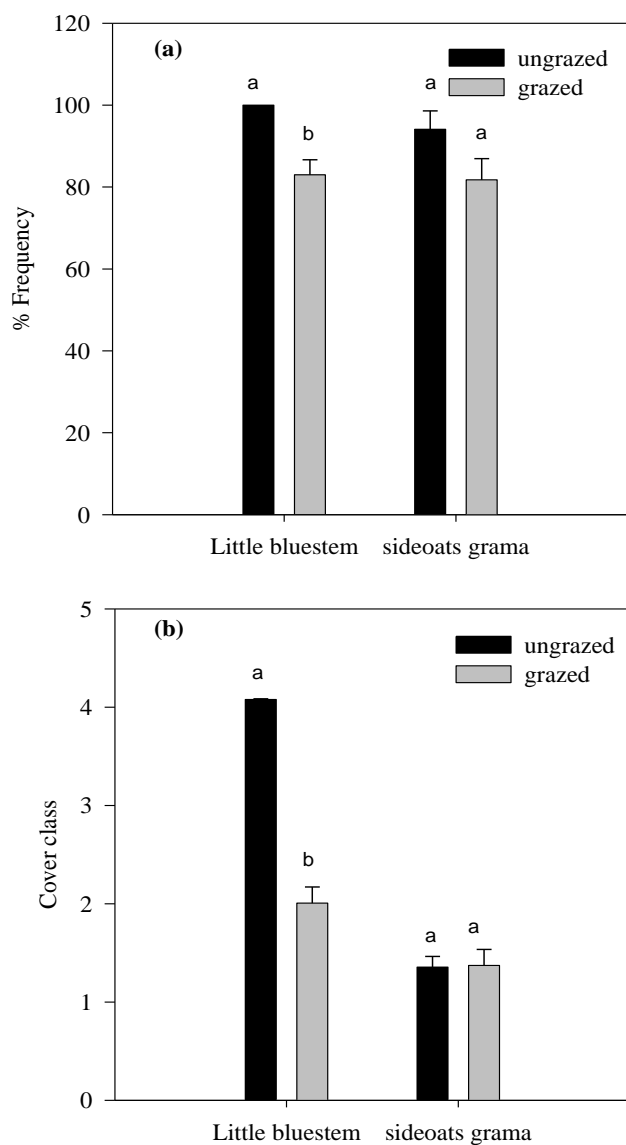 120
(a)
ungrazed
grazed
a
a
100
b
a
80
60
40
20
0
% Frequency
Little bluestem
sideoats grama
5
(b)
ungrazed
grazed
a
4
3
b
2
a
a
1
0
Cover class
Little bluestem
sideoats grama